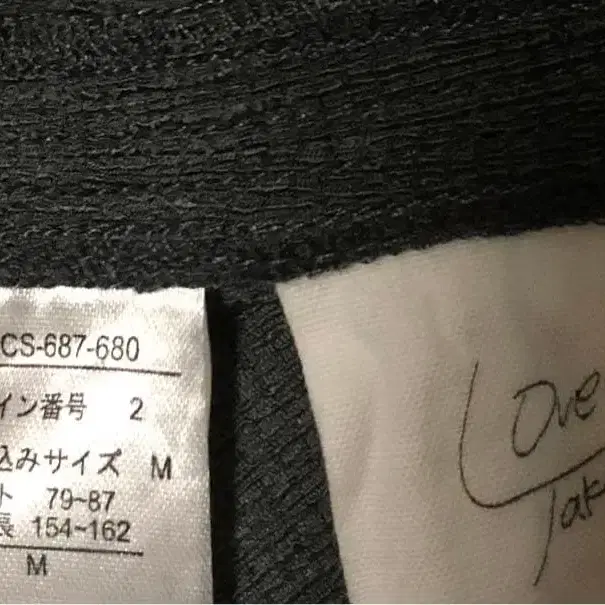 CS-687-680
イン番号 2
込みサイズ M
ト 79~87
長 154~162
M
Love
Tak